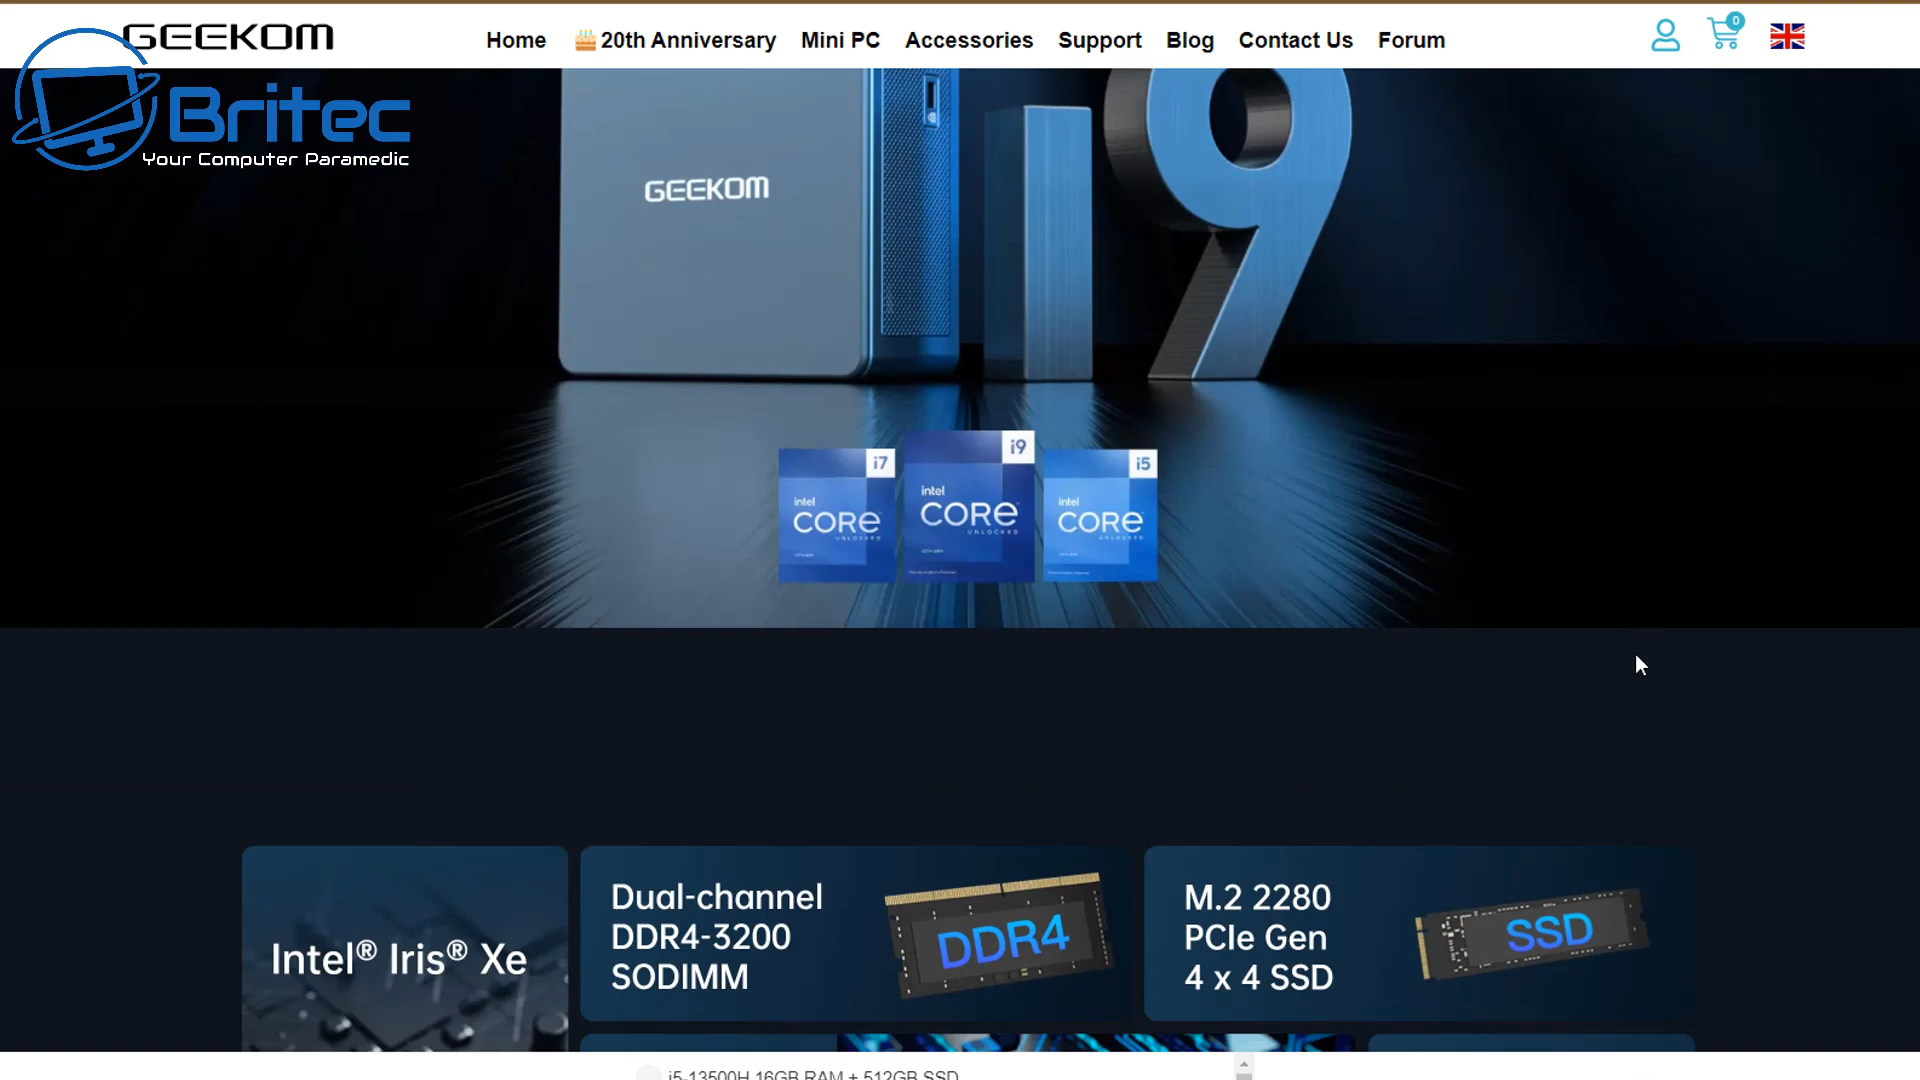 GEEKOM
Home
20th Anniversary
Mini PC
Accessories
Support
Blog
Contact Us
Forum
0
Britec
Your Computer Paramedic
GEEKOM
i9
i7
intel
CORE
UNLOCKED
i9
intel
CORE
UNLOCKED
i5
intel
CORE
UNLOCKED
Intel® Iris® Xe
Dual-channel
DDR4-3200
SODIMM
DDR4
M.2 2280
PCIe Gen
4 x 4 SSD
SSD
i5-13500H 16GB RAM + 512GB SSD